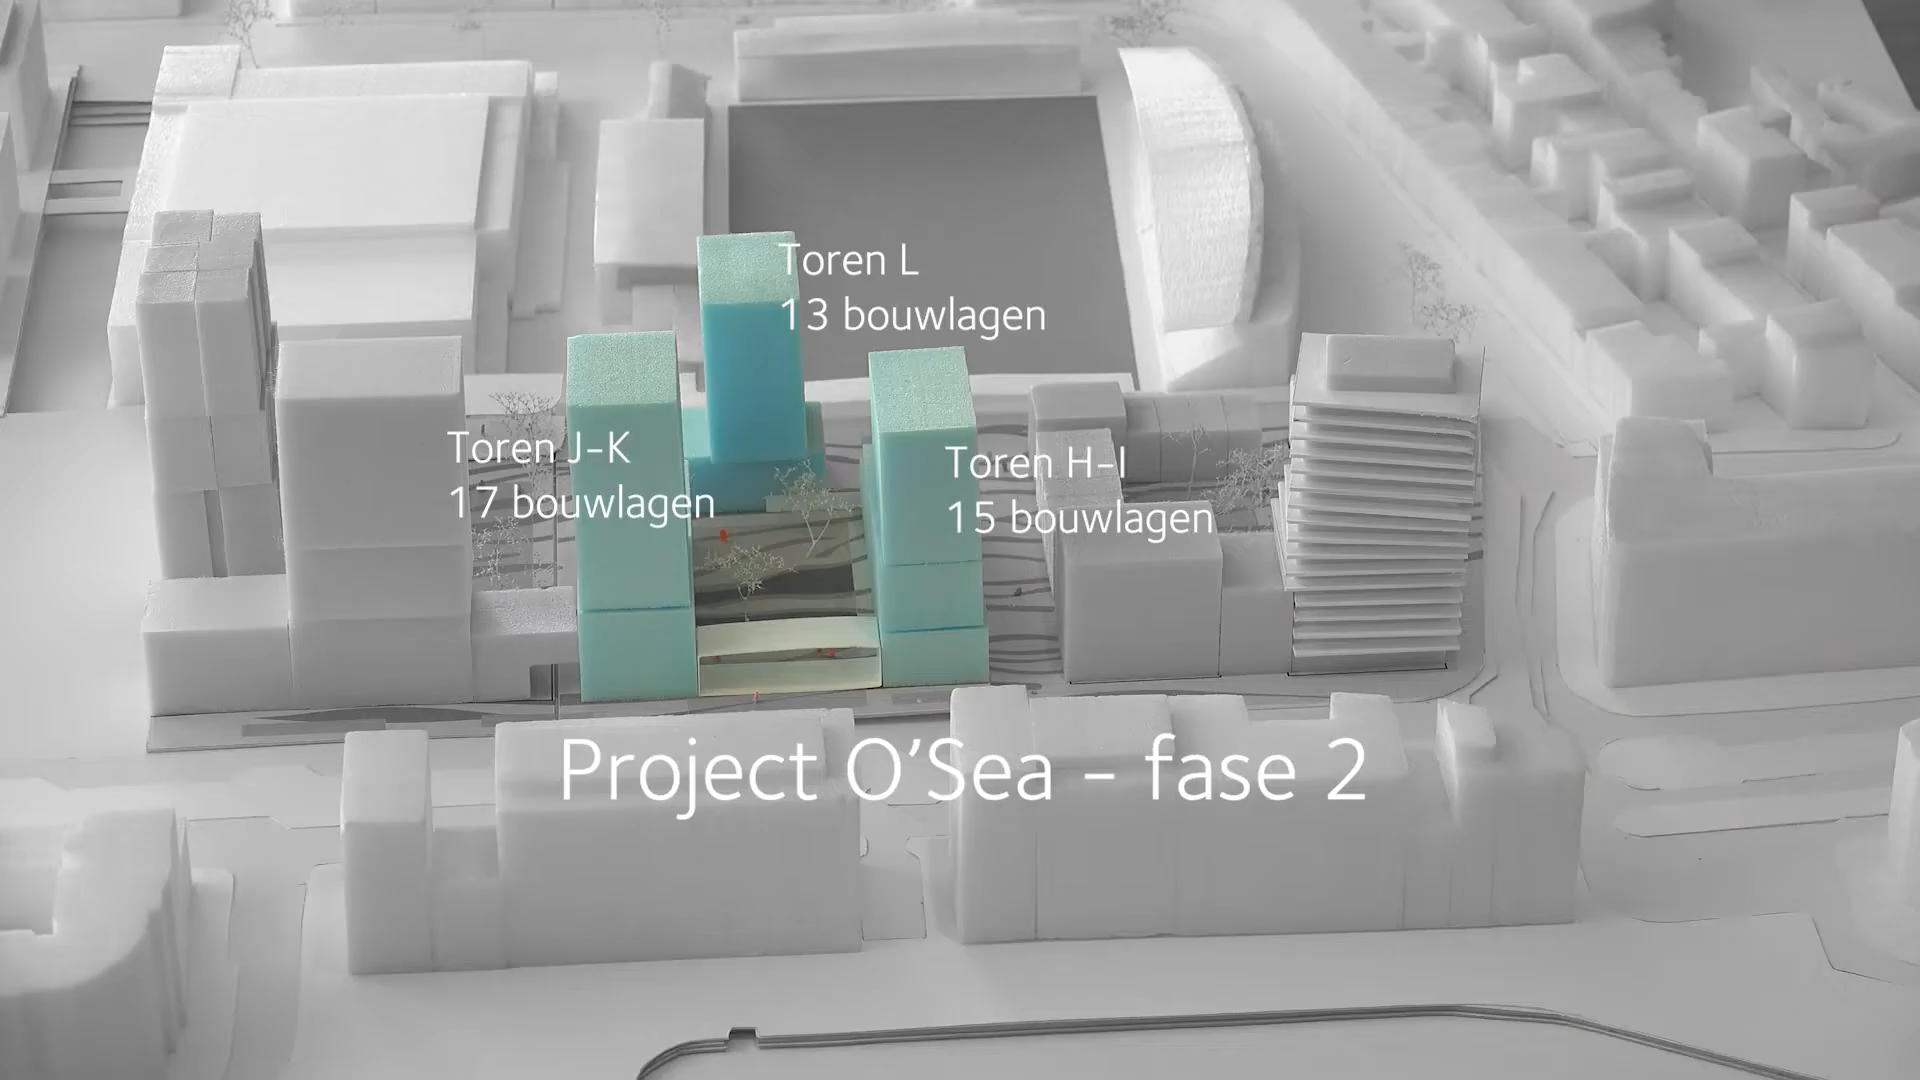 Toren L
13 bouwlagen
Toren J-K
17 bouwlagen
Toren H-I
15 bouwlagen
Project O'Sea - fase 2